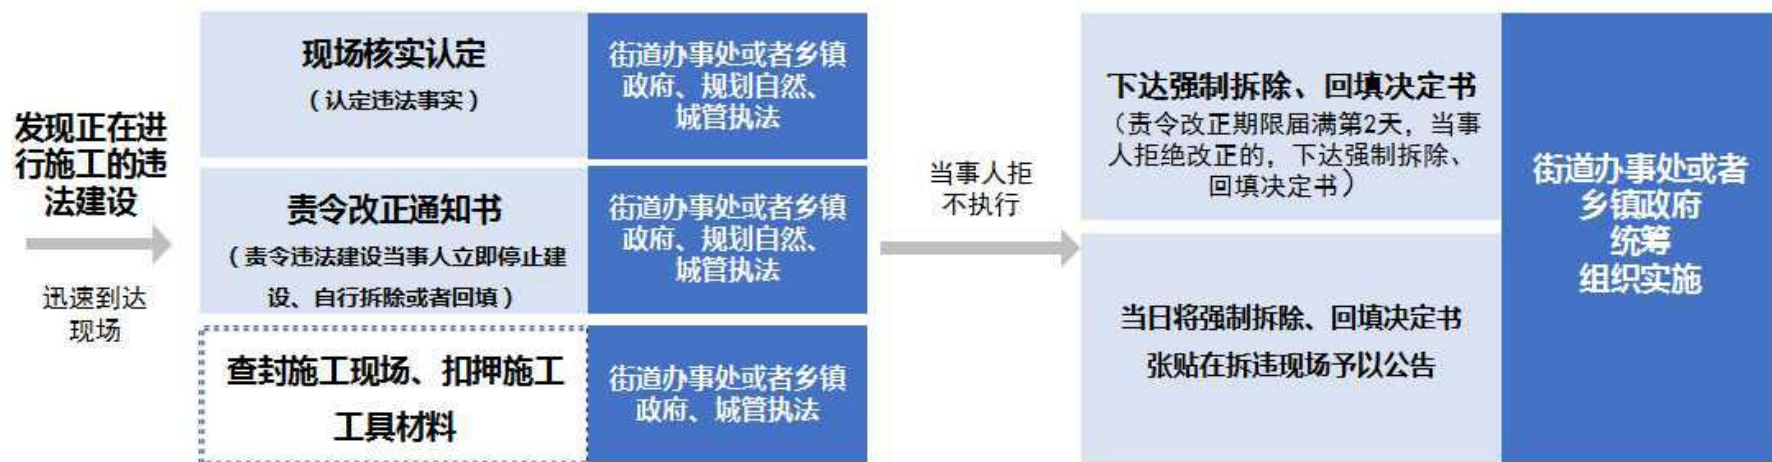 发现正在进
行施工的违
法建设
迅速到达
现场
现场核实认定
（认定违法事实）
街道办事处或者乡镇
政府、规划自然、
城管执法
责令改正通知书
（责令违法建设当事人立即停止建
设、自行拆除或者回填）
街道办事处或者乡镇
政府、规划自然、
城管执法
查封施工现场、扣押施工
工具材料
街道办事处或者乡镇
政府、城管执法
当事人拒
不执行
下达强制拆除、回填决定书
（责令改正期限届满第2天，当事
人拒绝改正的，下达强制拆除、
回填决定书）
当日将强制拆除、回填决定书
张贴在拆违现场予以公告
街道办事处或者
乡镇政府
统筹
组织实施